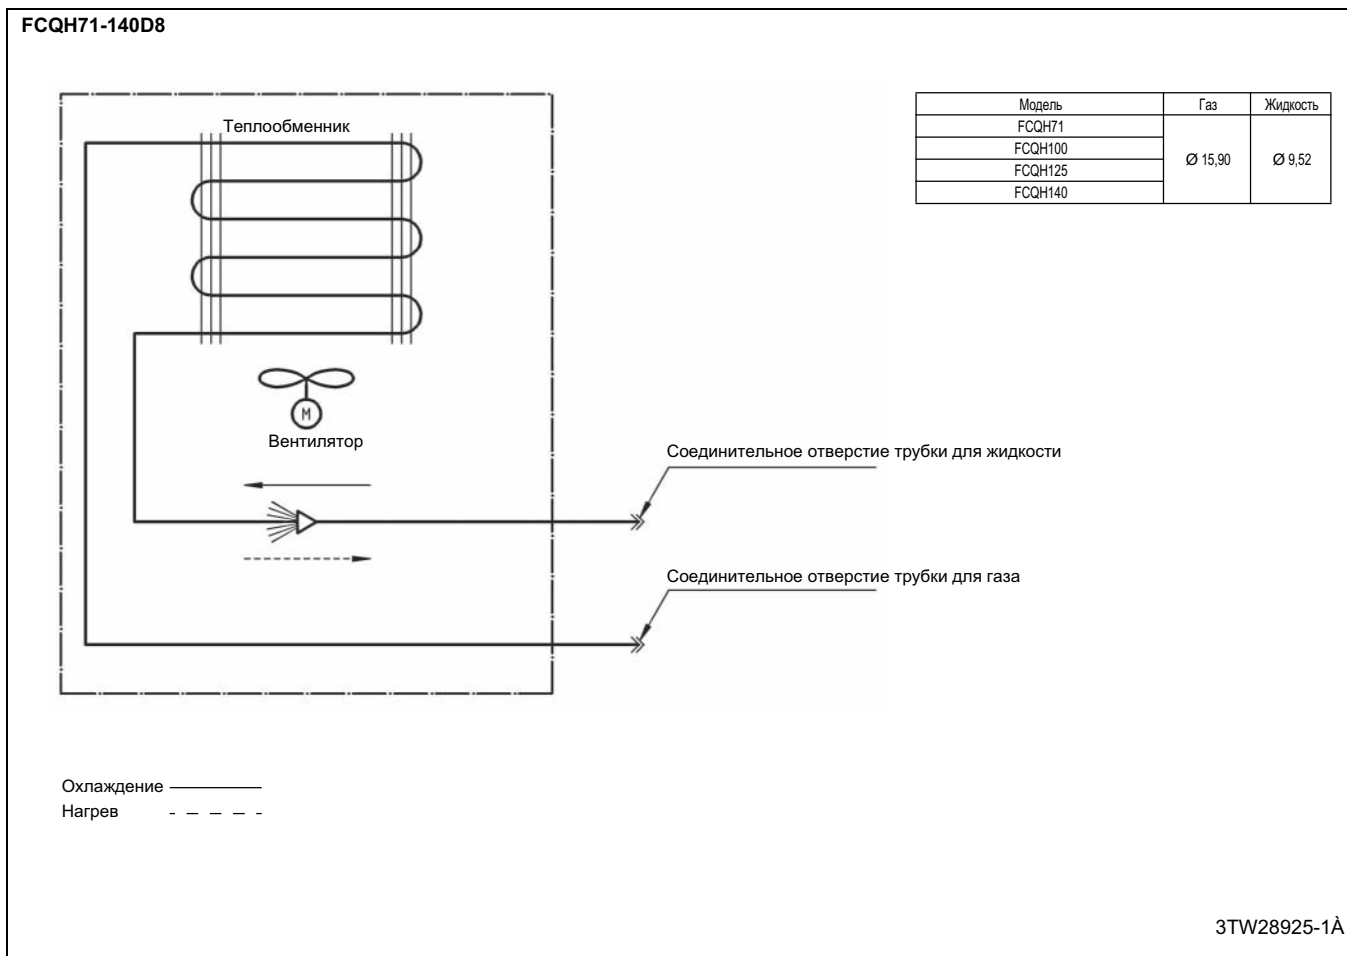 FCQH71-140D8
Теплообменник
Модель Газ Жидкость
FCQH71
FCQH100
FCQH125
FCQH140
Ø 15,90 Ø 9,52
M
Вентилятор
Соединительное отверстие трубки для жидкости
Соединительное отверстие трубки для газа
Охлаждение
Нагрев
3TW28925-1À